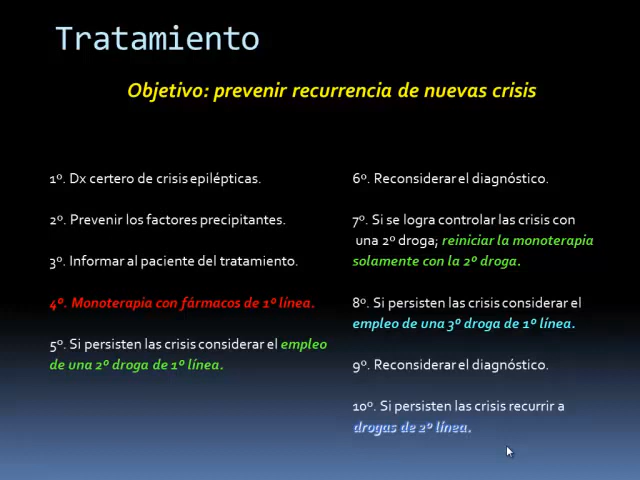 Tratamiento
Objetivo: prevenir recurrencia de nuevas crisis
1º. Dx certero de crisis epilépticas.
2º. Prevenir los factores precipitantes.
3º. Informar al paciente del tratamiento.
4º. Monoterapia con fármacos de 1º línea.
5º. Si persisten las crisis considerar el empleo
de una 2º droga de 1º línea.
6º. Reconsiderar el diagnóstico.
7º. Si se logra controlar las crisis con
una 2º droga; reiniciar la monoterapia
solamente con la 2º droga.
8º. Si persisten las crisis considerar el
empleo de una 3º droga de 1º línea.
9º. Reconsiderar el diagnóstico.
10º. Si persisten las crisis recurrir a
drogas de 2º línea.